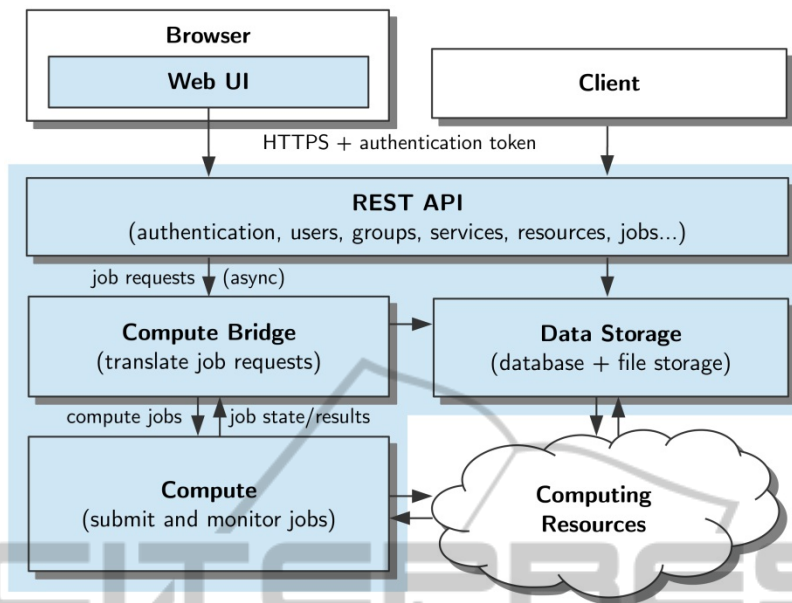 Browser
Web UI
Client
HTTPS + authentication token
REST API
(authentication, users, groups, services, resources, jobs...)
job requests (async)
Compute Bridge
(translate job requests)
Data Storage
(database + file storage)
compute jobs job state/results
Compute
(submit and monitor jobs)
Computing
Resources